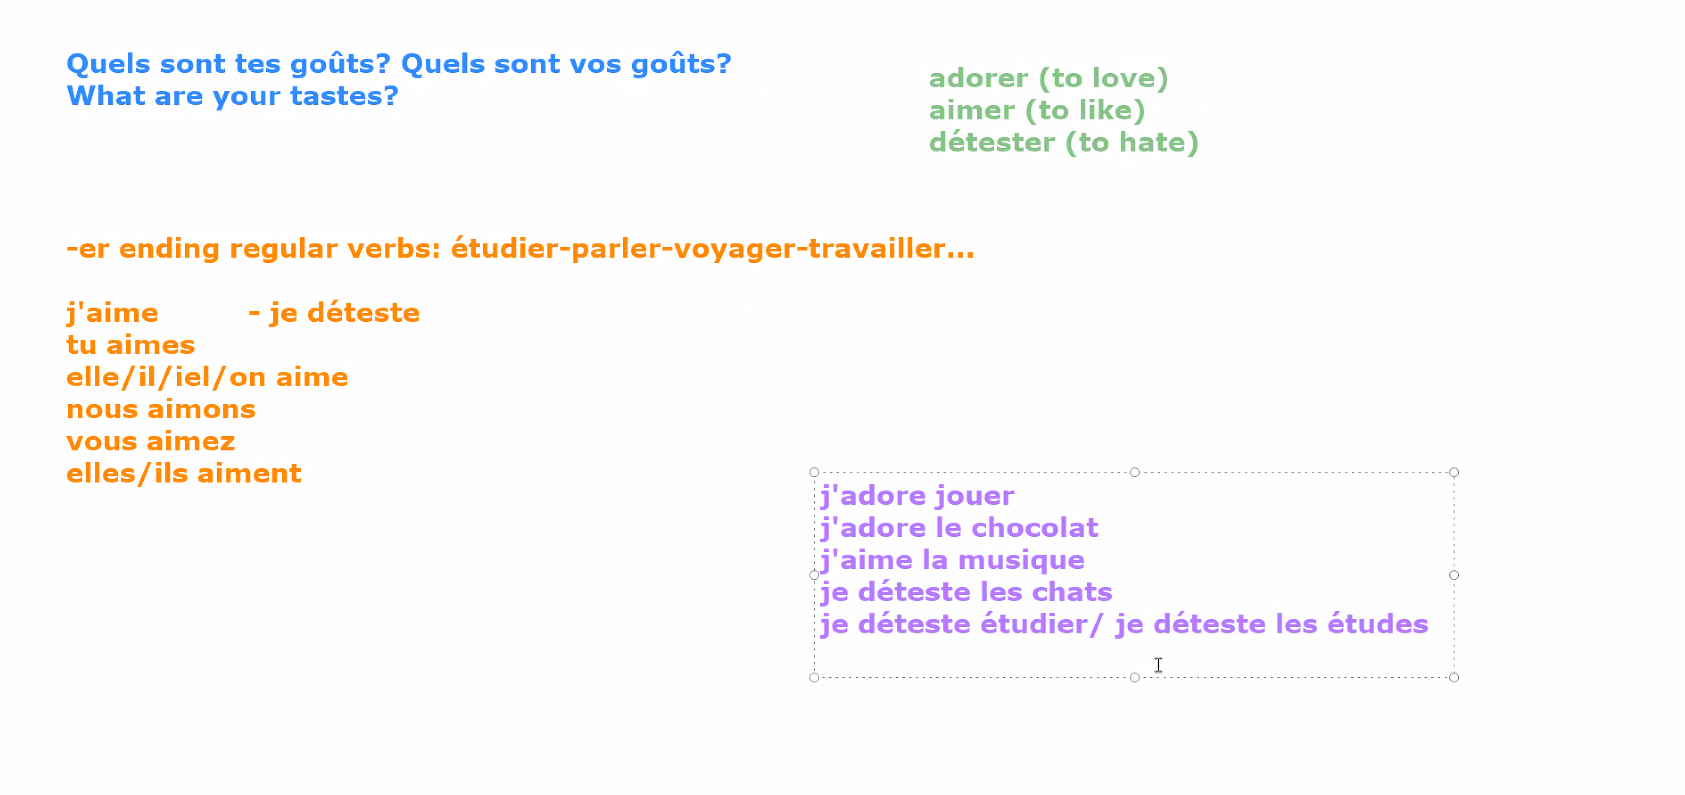 Quels sont tes goûts? Quels sont vos goûts?
What are your tastes?
adorer (to love)
aimer (to like)
détester (to hate)
-er ending regular verbs: étudier-parler-voyager-travailler...
j'aime - je déteste
tu aimes
elle/il/iel/on aime
nous aimons
vous aimez
elles/ils aiment
j'adore jouer
j'adore le chocolat
j'aime la musique
je déteste les chats
je déteste étudier/ je déteste les études